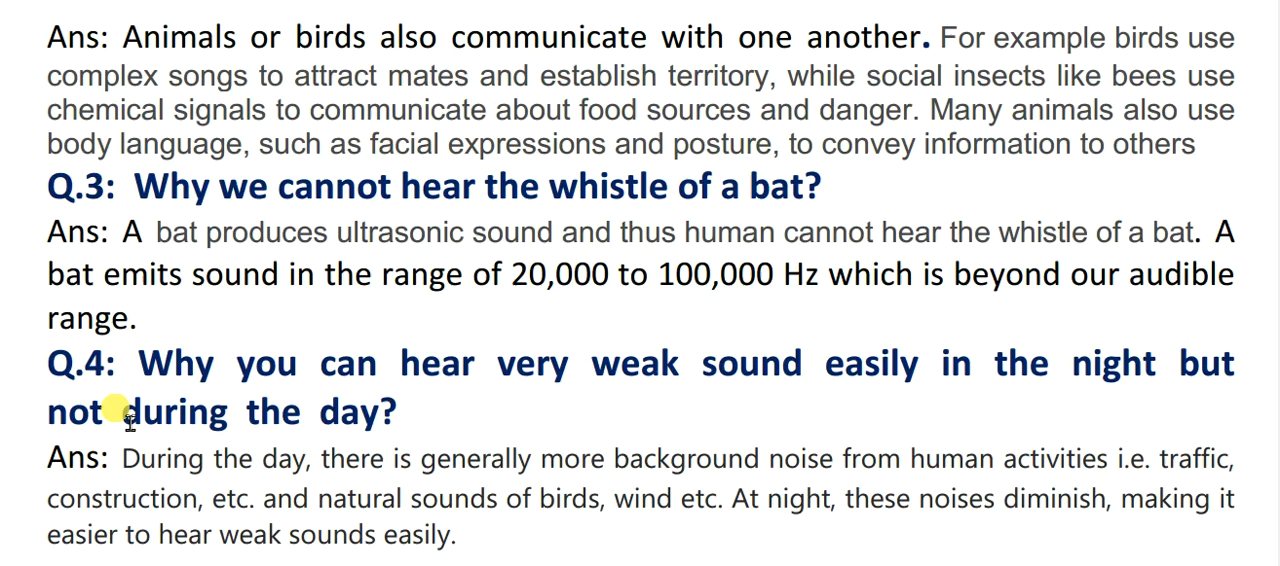 Ans: Animals or birds also communicate with one another. For example birds use
complex songs to attract mates and establish territory, while social insects like bees use
chemical signals to communicate about food sources and danger. Many animals also use
body language, such as facial expressions and posture, to convey information to others
Q.3: Why we cannot hear the whistle of a bat?
Ans: A bat produces ultrasonic sound and thus human cannot hear the whistle of a bat. A
bat emits sound in the range of 20,000 to 100,000 Hz which is beyond our audible
range.
Q.4: Why you can hear very weak sound easily in the night but
not during the day?
Ans: During the day, there is generally more background noise from human activities i.e. traffic,
construction, etc. and natural sounds of birds, wind etc. At night, these noises diminish, making it
easier to hear weak sounds easily.